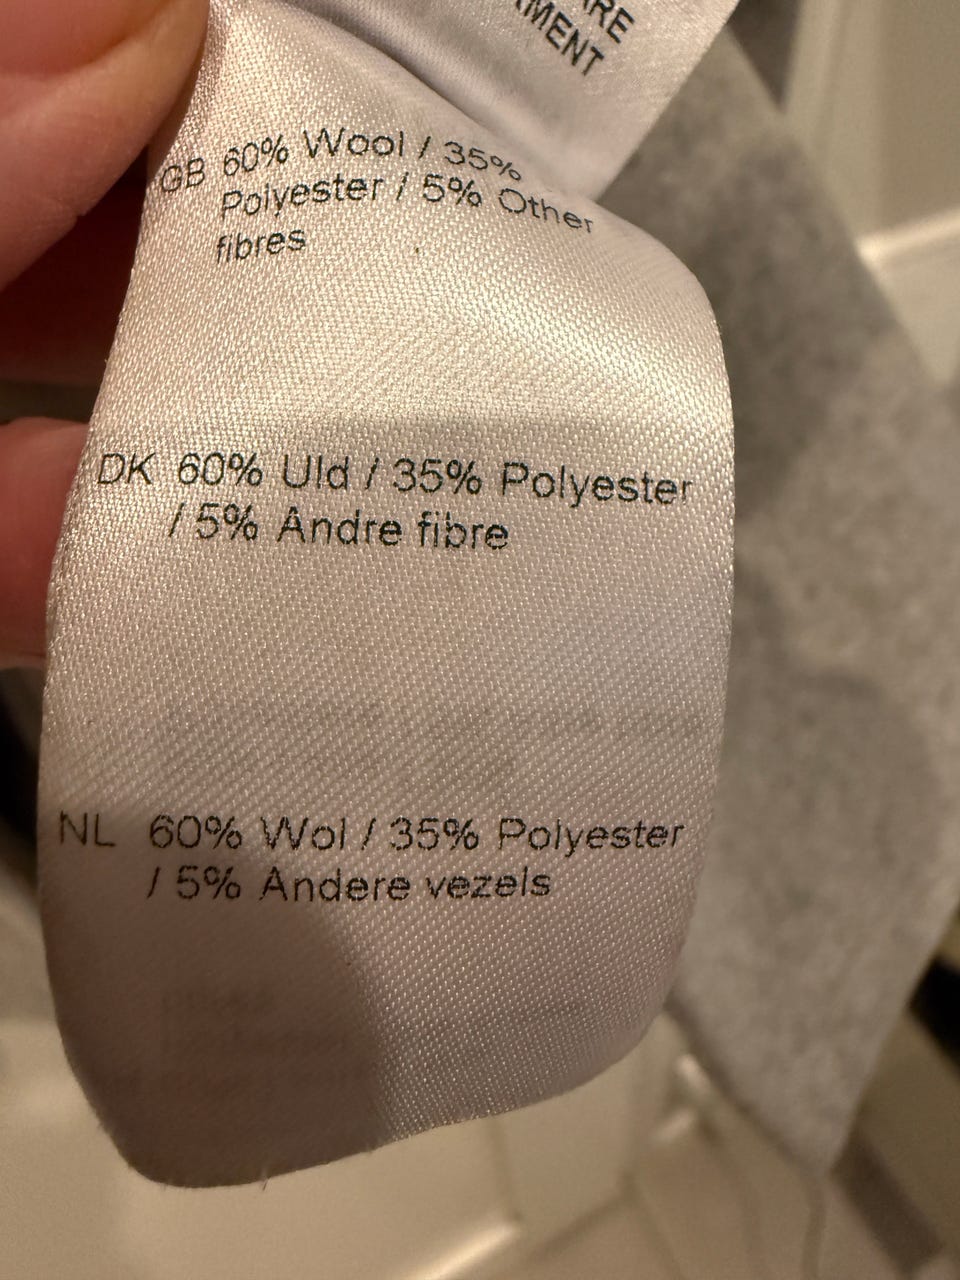 GB 60% Wool / 35%
Polyester / 5% Other
fibres
DK 60% Uld / 35% Polyester
/ 5% Andre fibre
NL 60% Wol / 35% Polyester
/ 5% Andere vezels